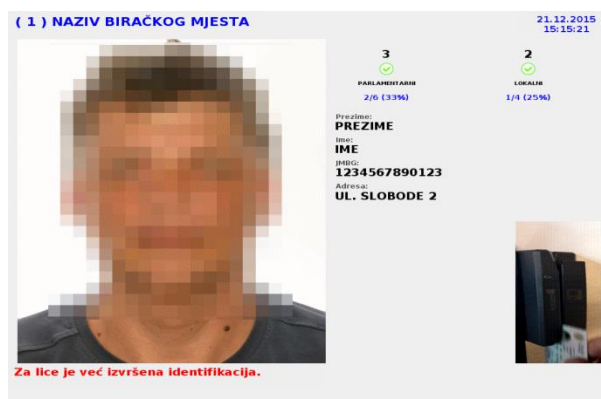 ( 1 ) NAZIV BIRAČKOG MJESTA
21.12.2015
15:15:21
3
PARLAMENTARNI
2/6 (33%)
2
LOKALNI
1/4 (25%)
Prezime:
PREZIME
Ime:
IME
JMBG:
1234567890123
Adresa:
UL. SLOBODE 2
Za lice je već izvršena identifikacija.